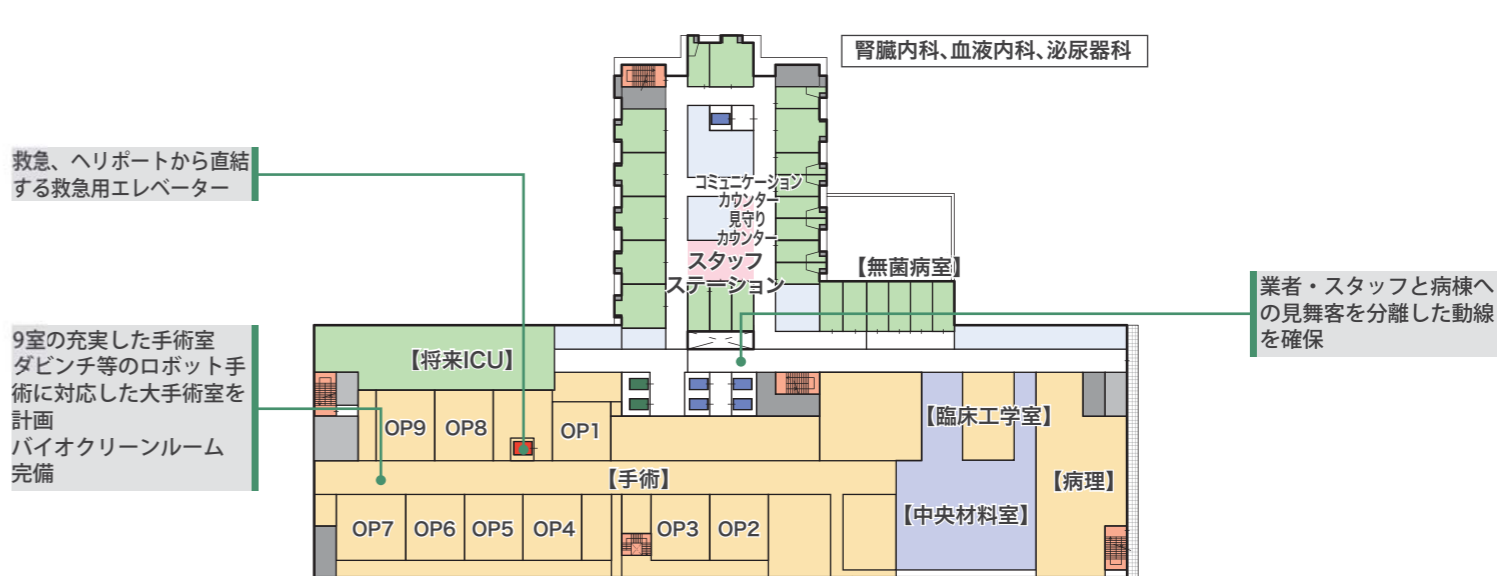 腎臓内科、血液内科、泌尿器科
救急、ヘリポートから直結
する救急用エレベーター
コミュニケーション
カウンター
見守り
カウンター
スタッフ
ステーション
【無菌病室】
業者・スタッフと病棟へ
の見舞客を分離した動線
を確保
9室の充実した手術室
ダビンチ等のロボット手
術に対応した大手術室を
計画
バイオクリーンルーム
完備
【将来ICU】
OP9
OP8
OP1
【臨床工学室】
【手術】
【病理】
【中央材料室】
OP7
OP6
OP5
OP4
OP3
OP2